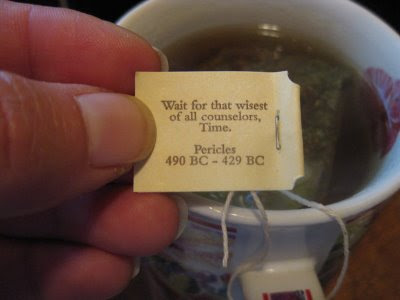 Wait for that wisest
of all counselors,
Time.
Pericles
490 BC - 429 BC